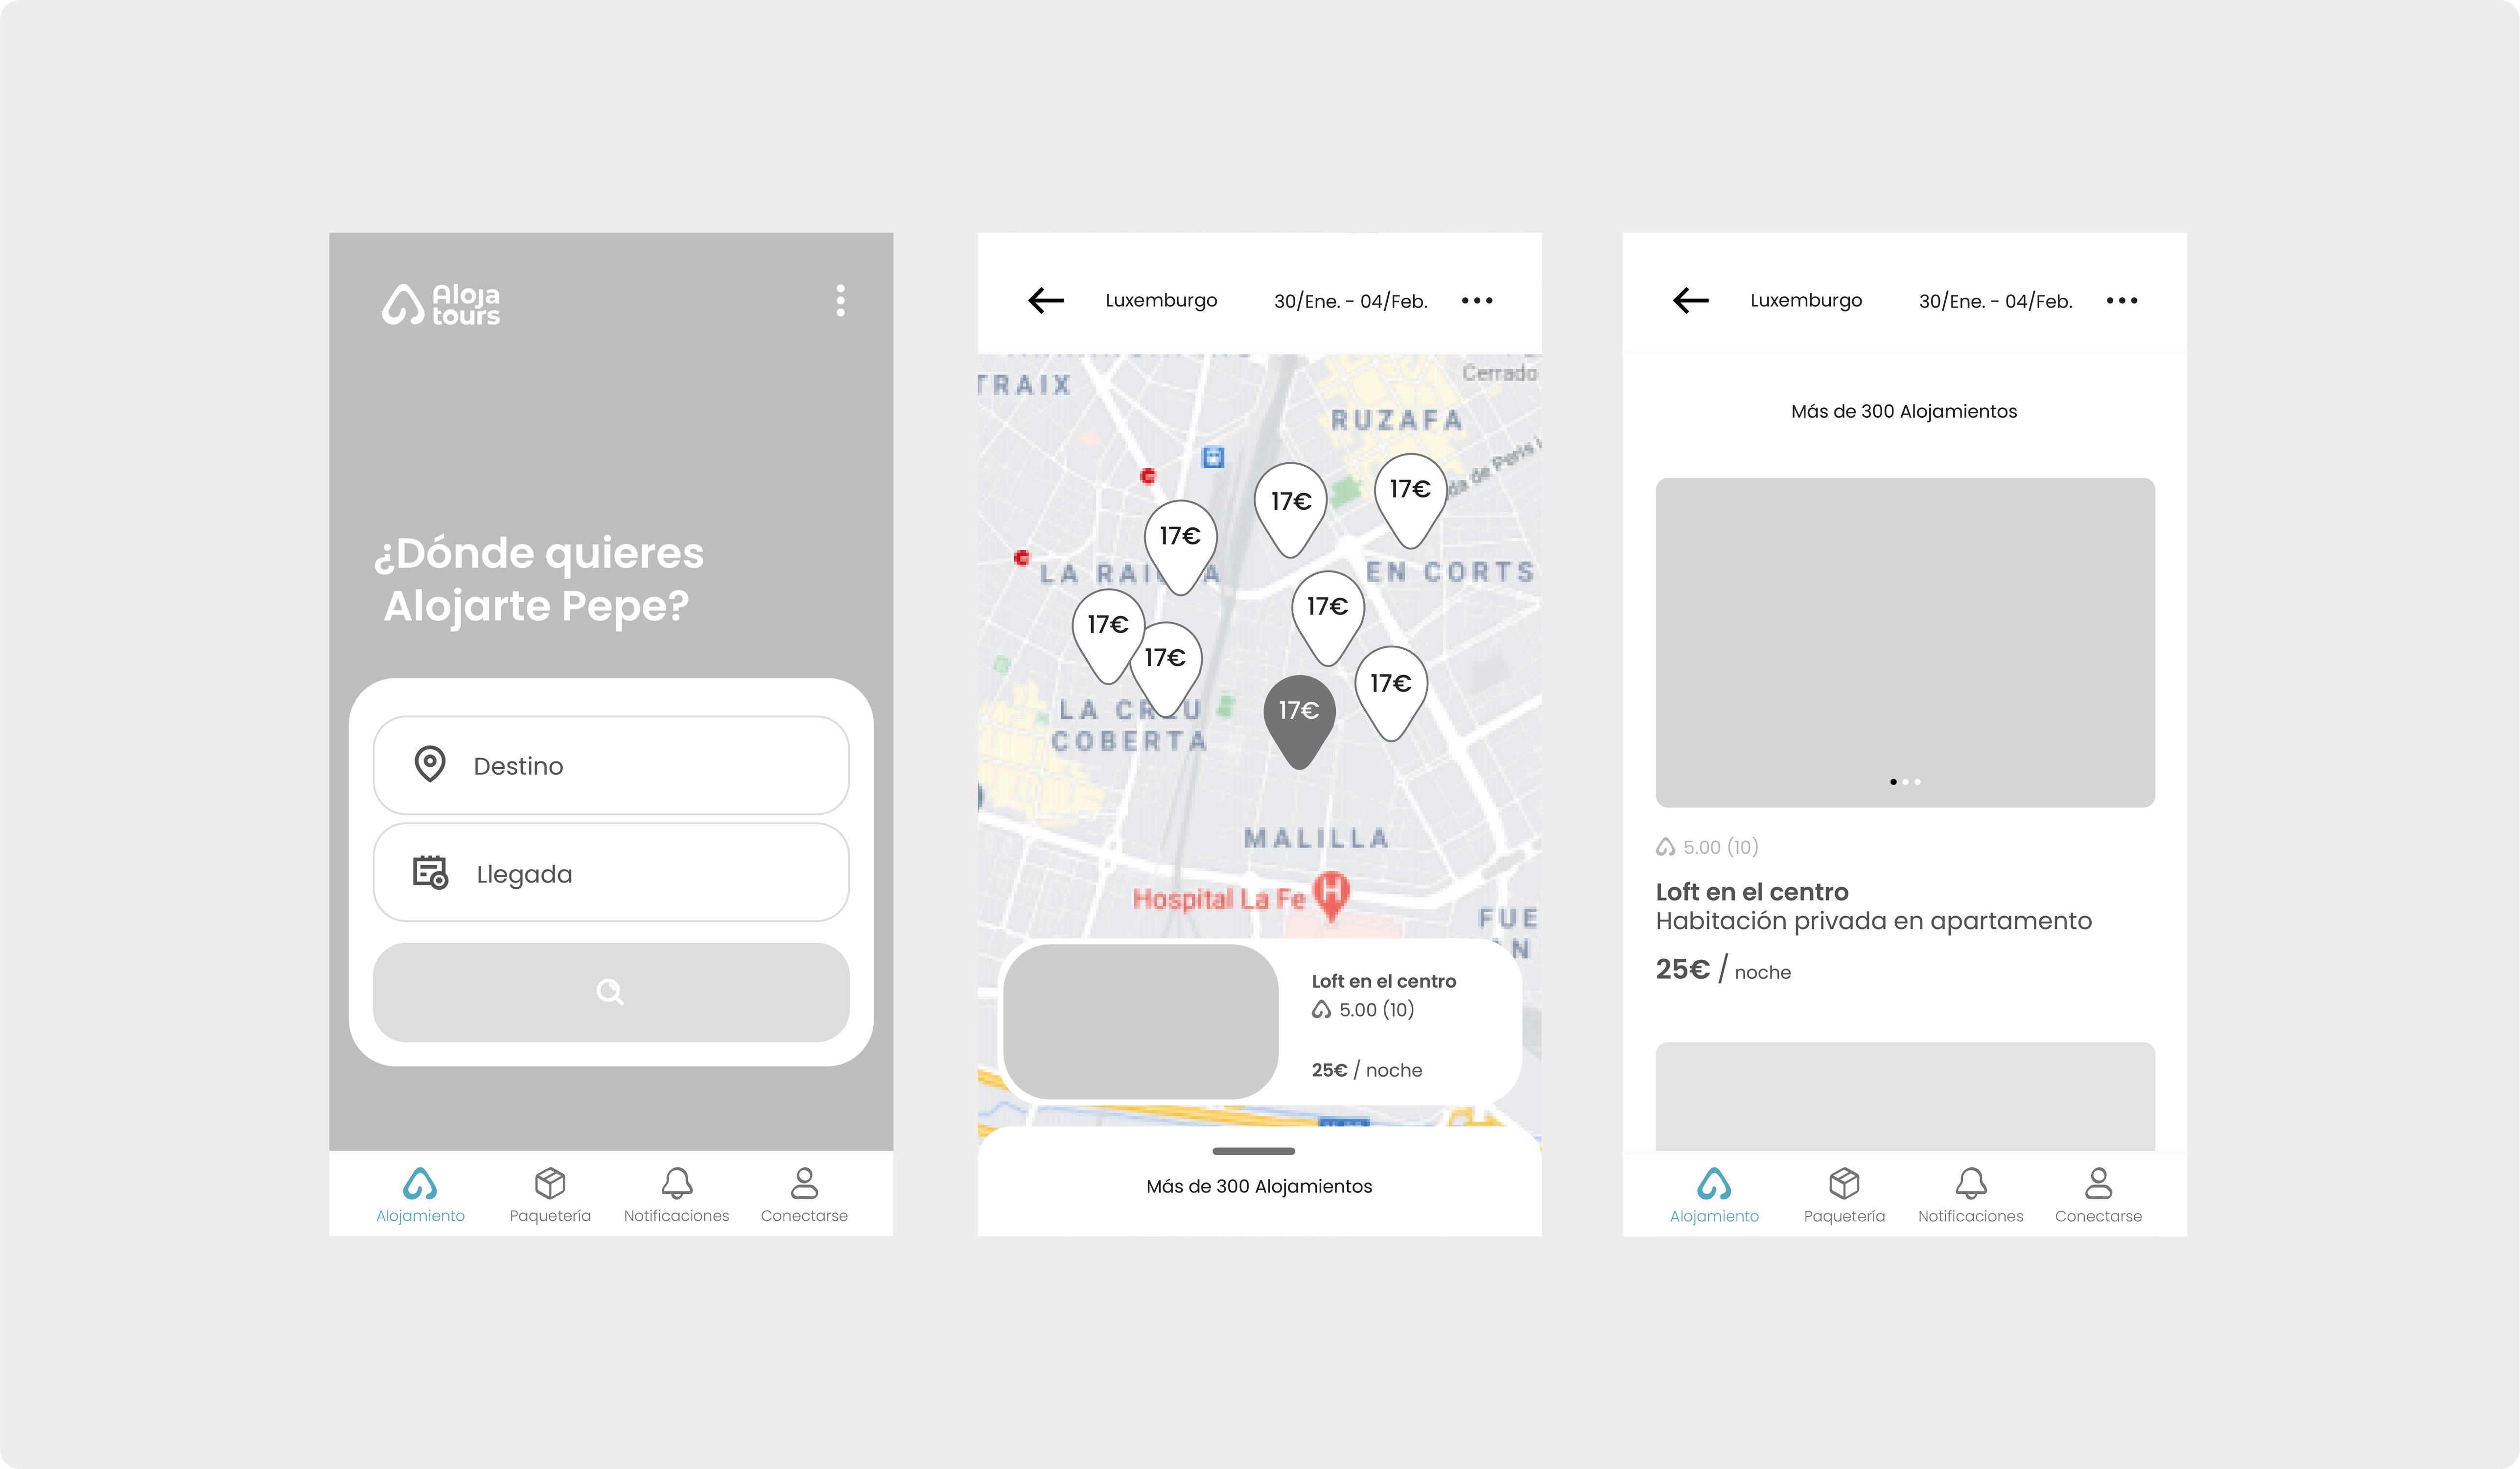 Aloja
tours
¿Dónde quieres
Alojarte Pepe?
Destino
Llegada
Alojamiento
Paquetería
Notificaciones
Conectarse
Luxemburgo
30/Ene. - 04/Feb.
TRAIX
Cerrado
RUZAFA
de Peris
17€
17€
17€
LA RAI A
EN CORTS
17€
17€
17€
17€
17€
LA CREU
COBERTA
MALILLA
Hospital La Fe
H
FUE
N
Loft en el centro
5.00 (10)
25€ / noche
Más de 300 Alojamientos
Luxemburgo
30/Ene. - 04/Feb.
Más de 300 Alojamientos
5.00 (10)
Loft en el centro
Habitación privada en apartamento
25€ / noche
Alojamiento
Paquetería
Notificaciones
Conectarse